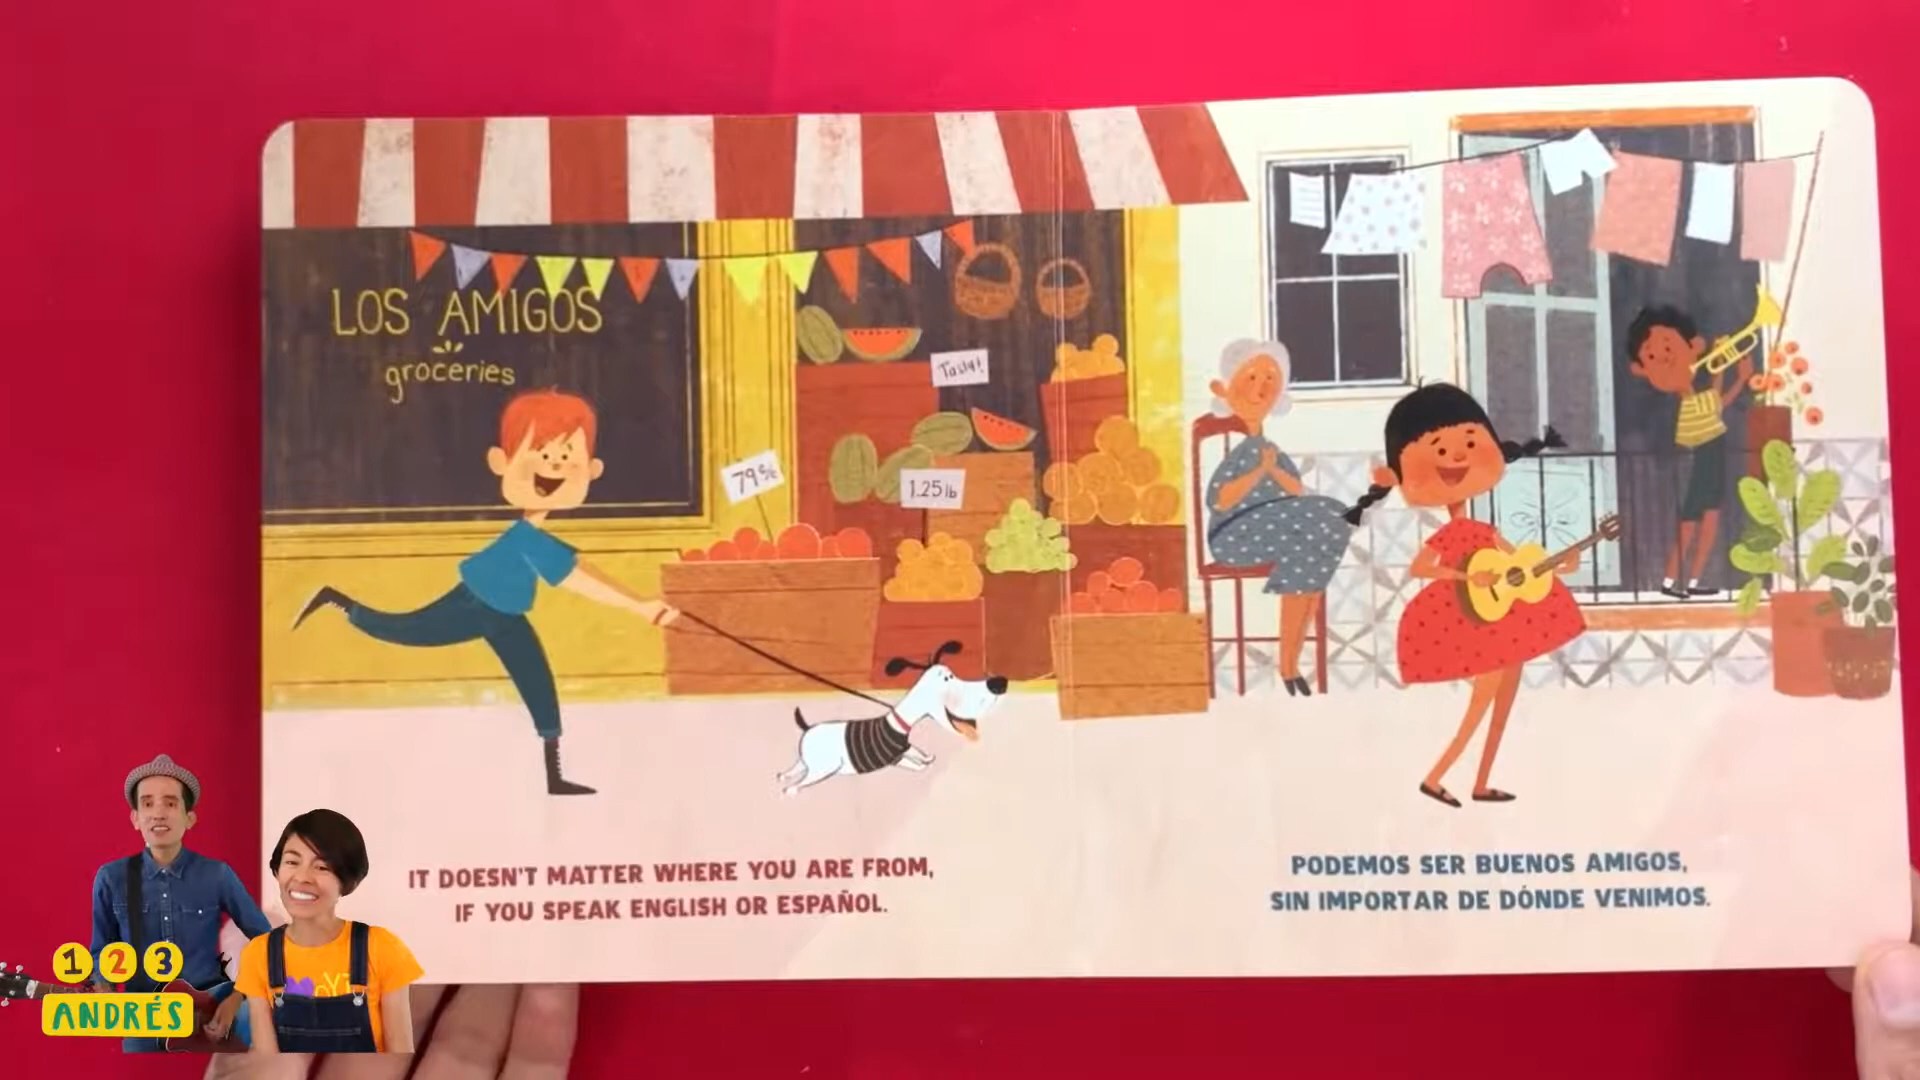 LOS AMIGOS
groceries
Tasty!
79¢
1.25lb
IT DOESN'T MATTER WHERE YOU ARE FROM,
IF YOU SPEAK ENGLISH OR ESPAÑOL.
PODEMOS SER BUENOS AMIGOS,
SIN IMPORTAR DE DÓNDE VENIMOS.
1 2 3
ANDRÉS